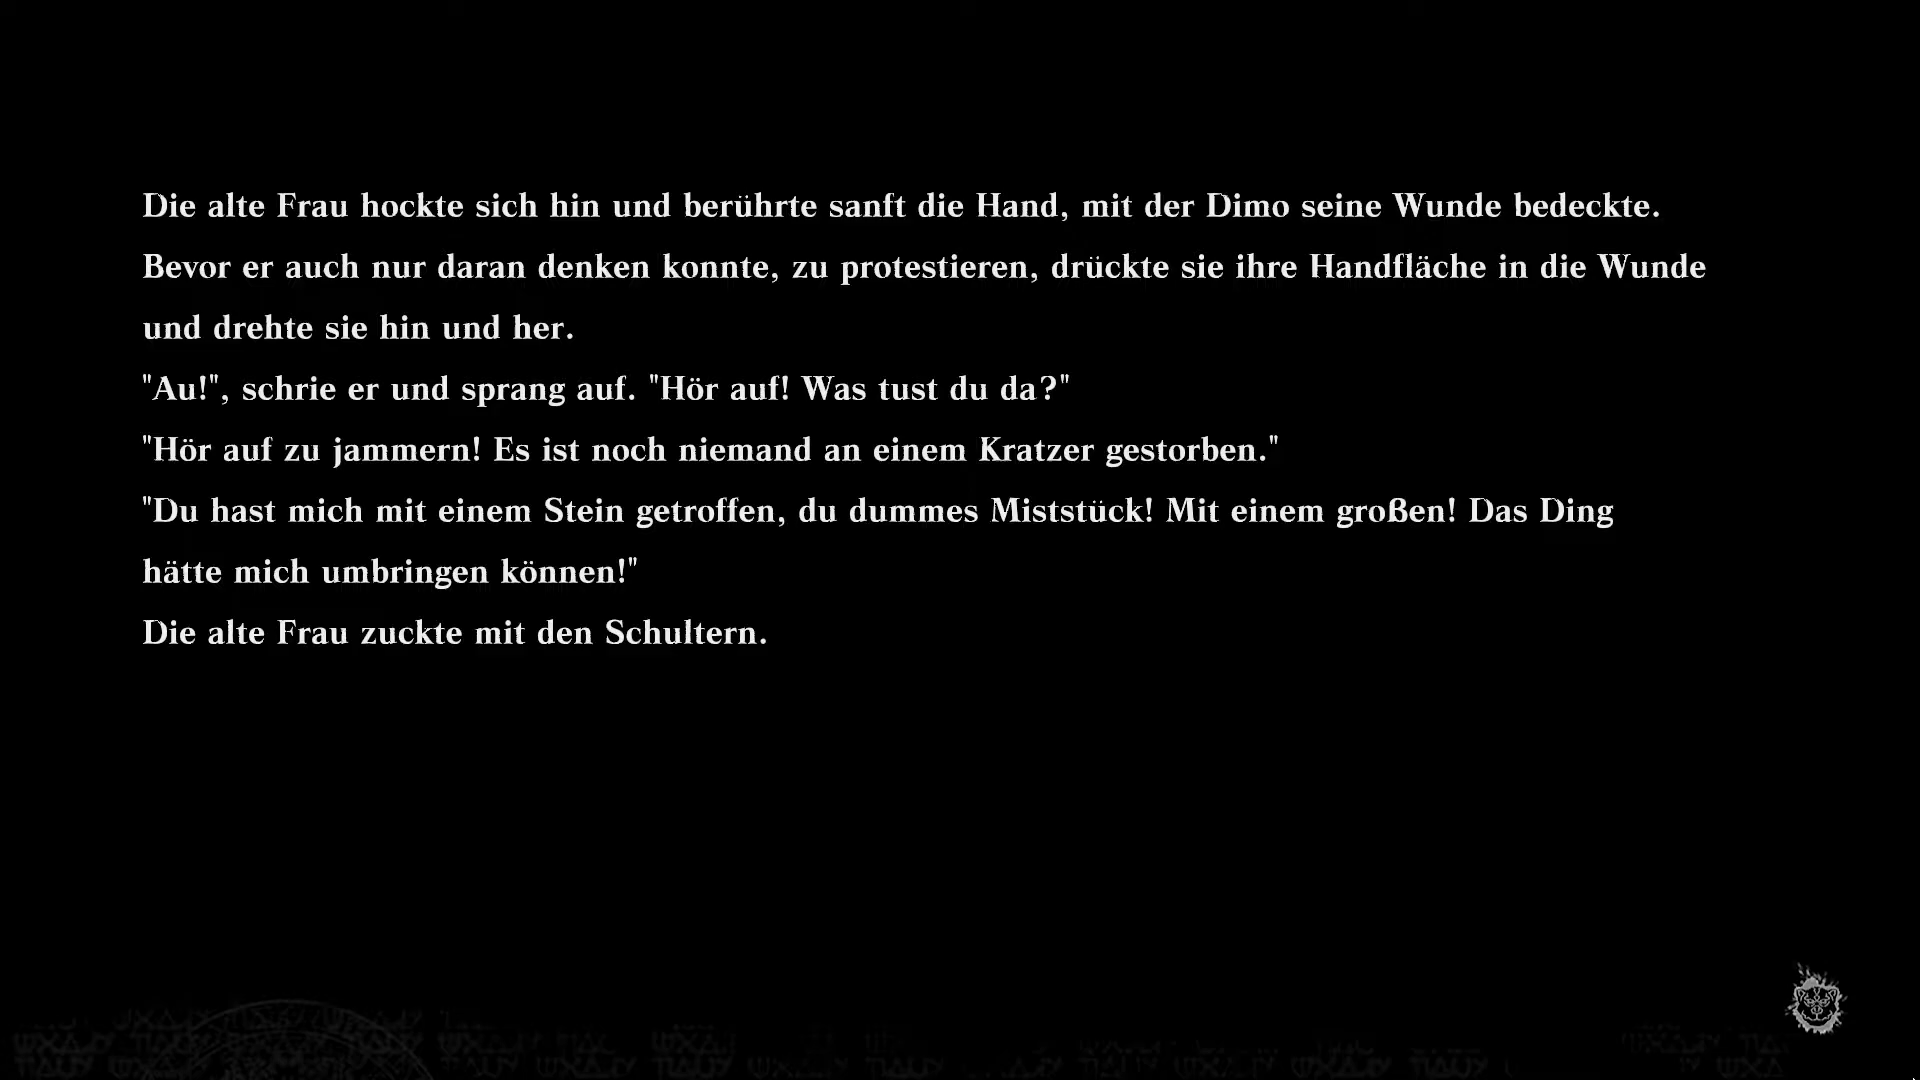 Die alte Frau hockte sich hin und berührte sanft die Hand, mit der Dimo seine Wunde bedeckte.
Bevor er auch nur daran denken konnte, zu protestieren, drückte sie ihre Handfläche in die Wunde
und drehte sie hin und her.
"Au!", schrie er und sprang auf. "Hör auf! Was tust du da?"
"Hör auf zu jammern! Es ist noch niemand an einem Kratzer gestorben."
"Du hast mich mit einem Stein getroffen, du dummes Miststück! Mit einem großen! Das Ding
hätte mich umbringen können!"
Die alte Frau zuckte mit den Schultern.